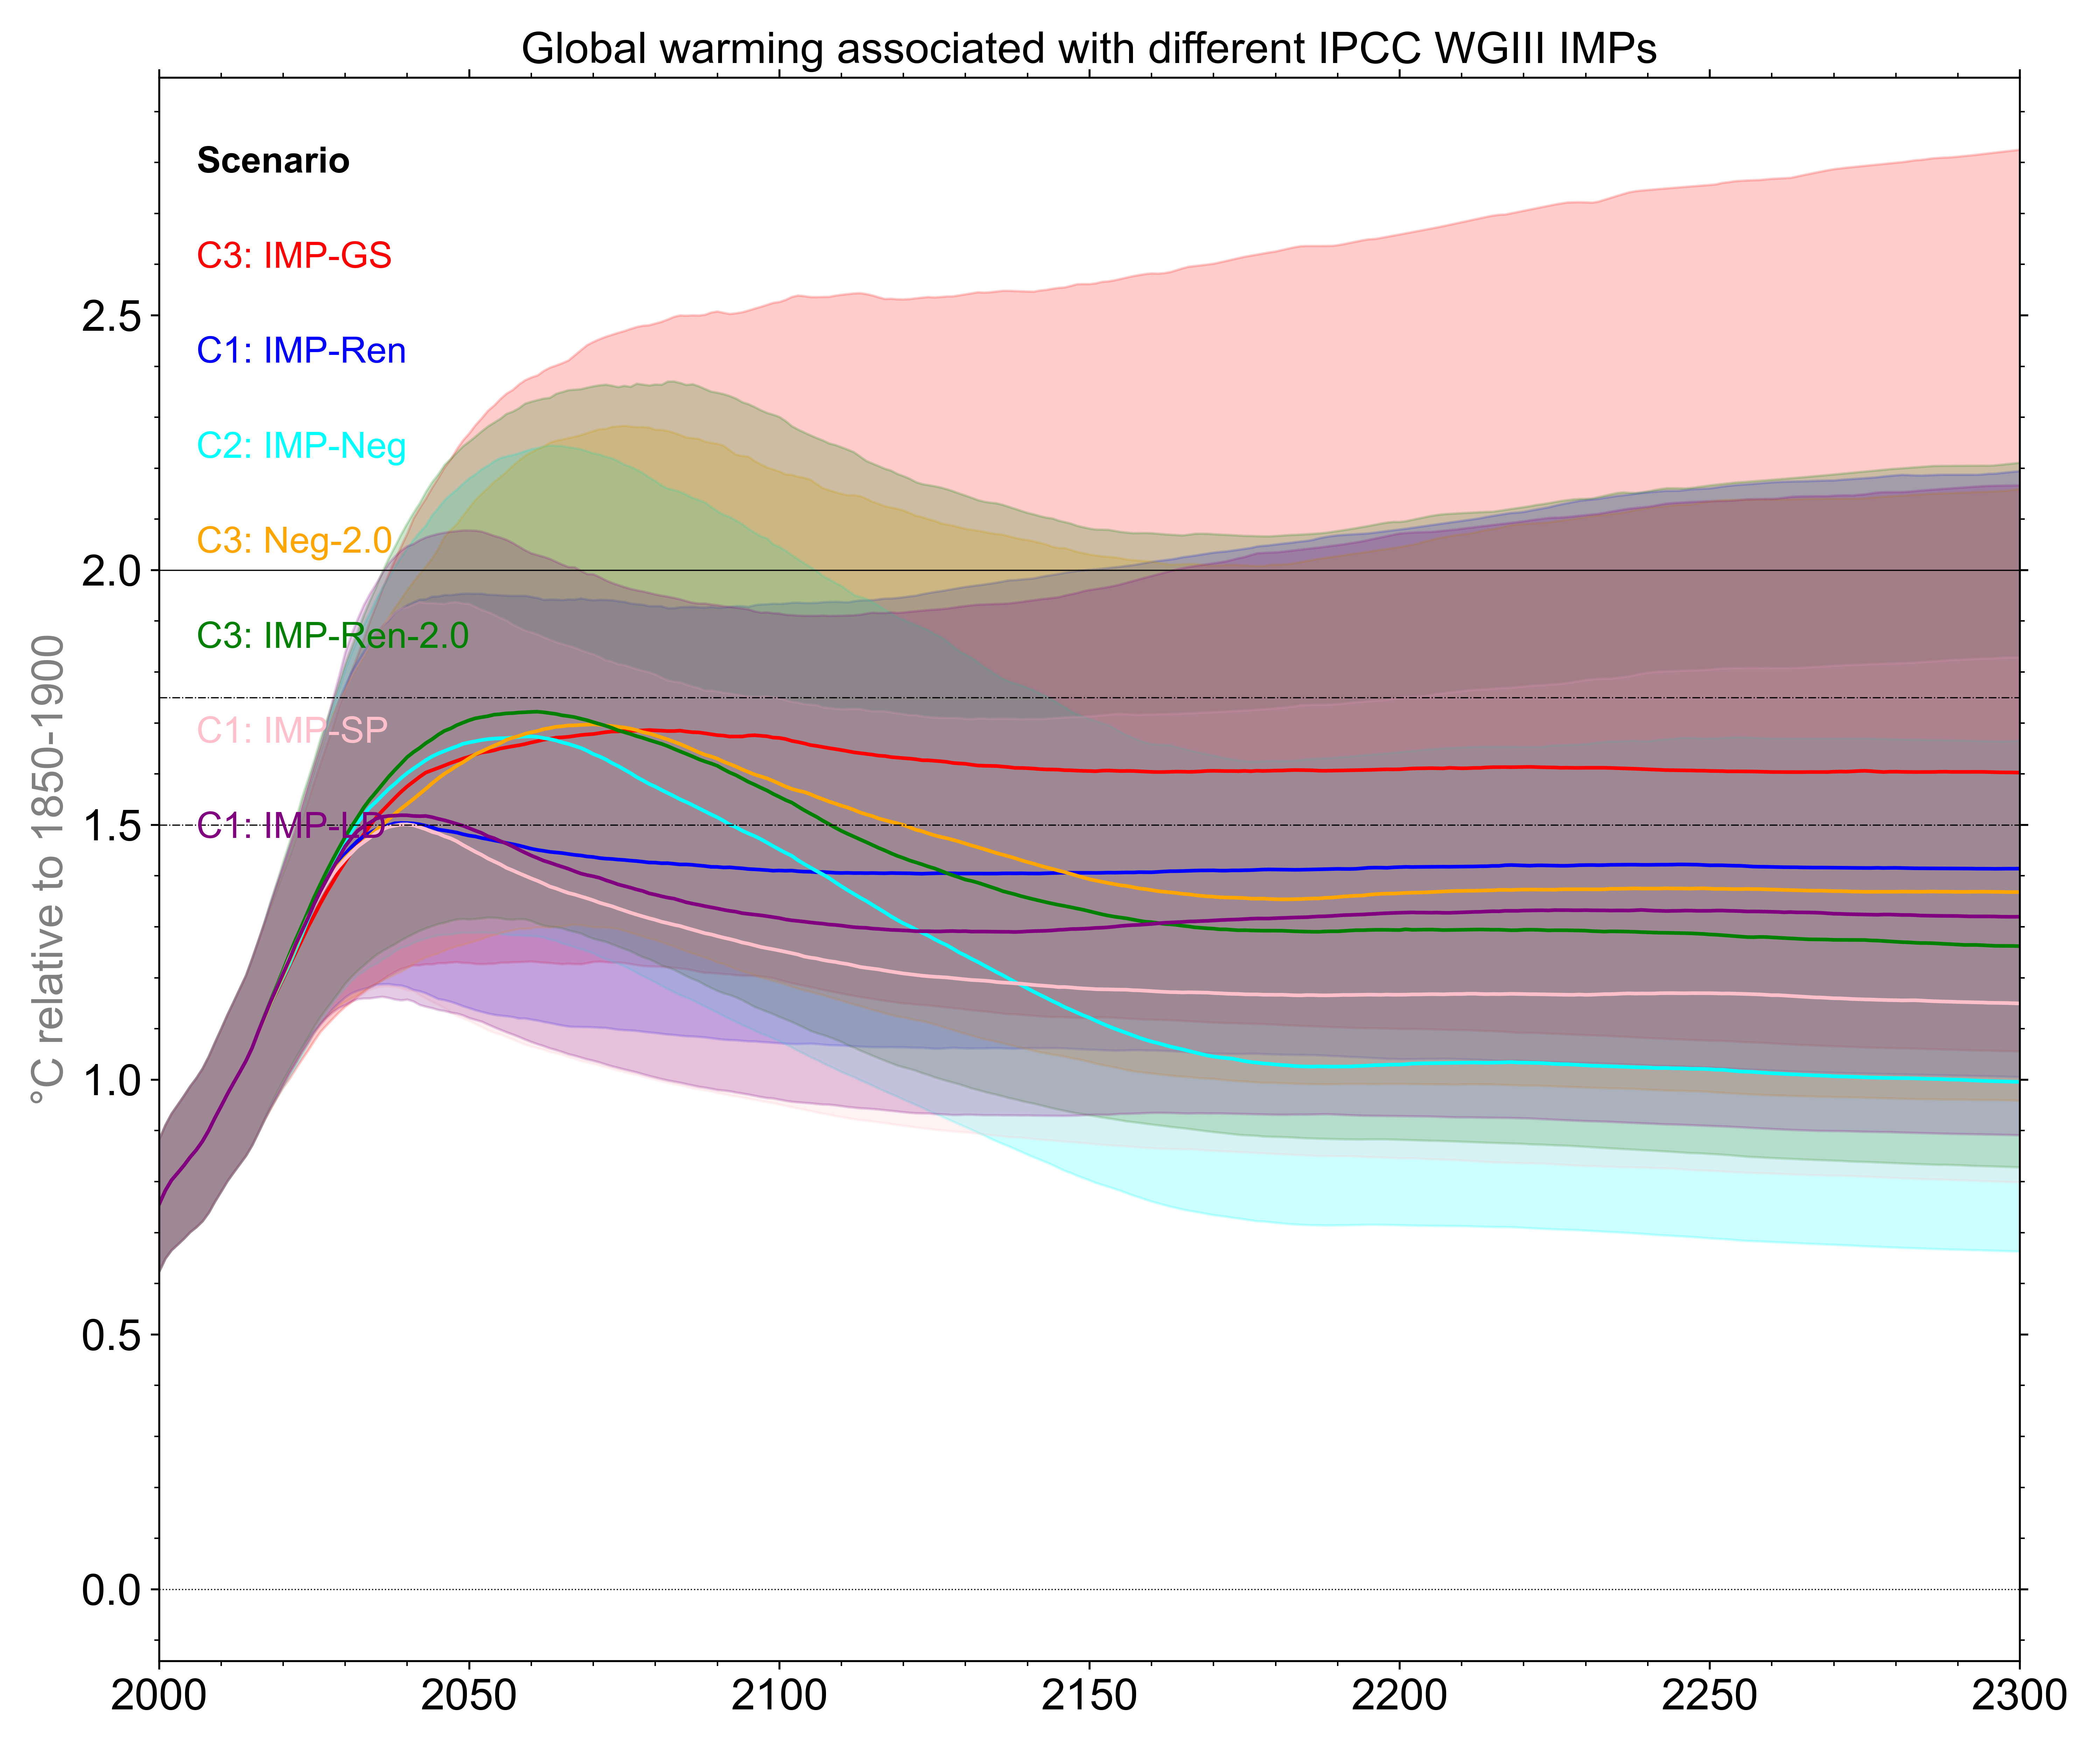 Global warming associated with different IPCC WGIII IMPs
Scenario
C3: IMP-GS
C1: IMP-Ren
C2: IMP-Neg
C3: Neg-2.0
C3: IMP-Ren-2.0
C1: IMP-SP
C1: IMP-LD
°C relative to 1850-1900
2.5
2.0
1.5
1.0
0.5
0.0
2000 2050 2100 2150 2200 2250 2300